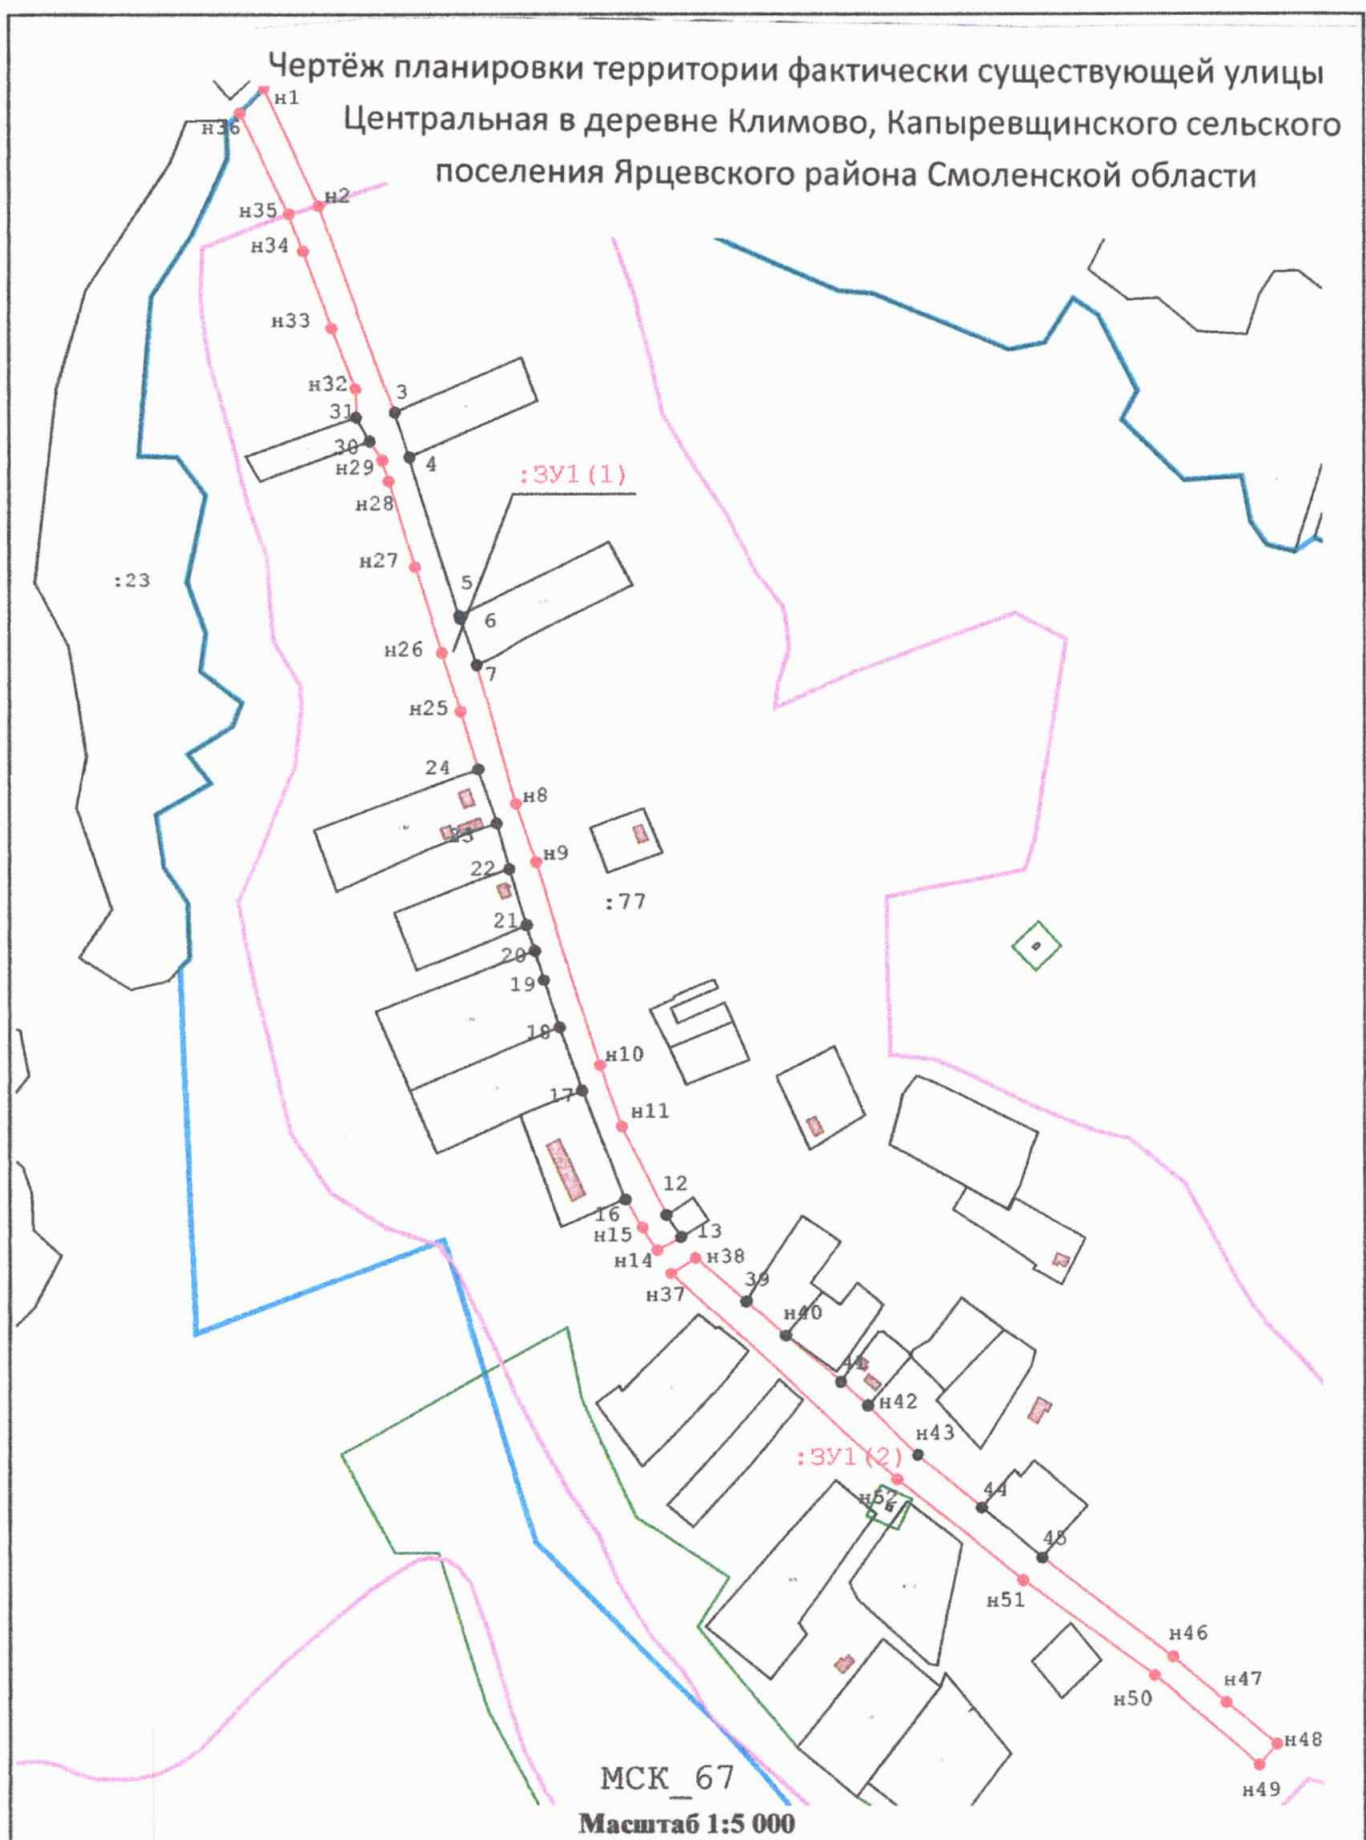 Чертёж планировки территории фактически существующей улицы
Центральная в деревне Климово, Капыревщинского сельского
поселения Ярцевского района Смоленской области
н1
н36
н2
н35
н34
н33
н32
3
31
30
4
н29
:ЗУ1(1)
н28
н27
:23
5
6
н26
7
н25
24
н8
23
н9
22
:77
21
20
19
18
н10
17
н11
12
16
н15
13
н14
н38
н37
39
н40
41
н42
н43
:ЗУ1(2)
н52
44
45
н51
н46
н50
н47
н48
н49
МСК_67
Масштаб 1:5 000